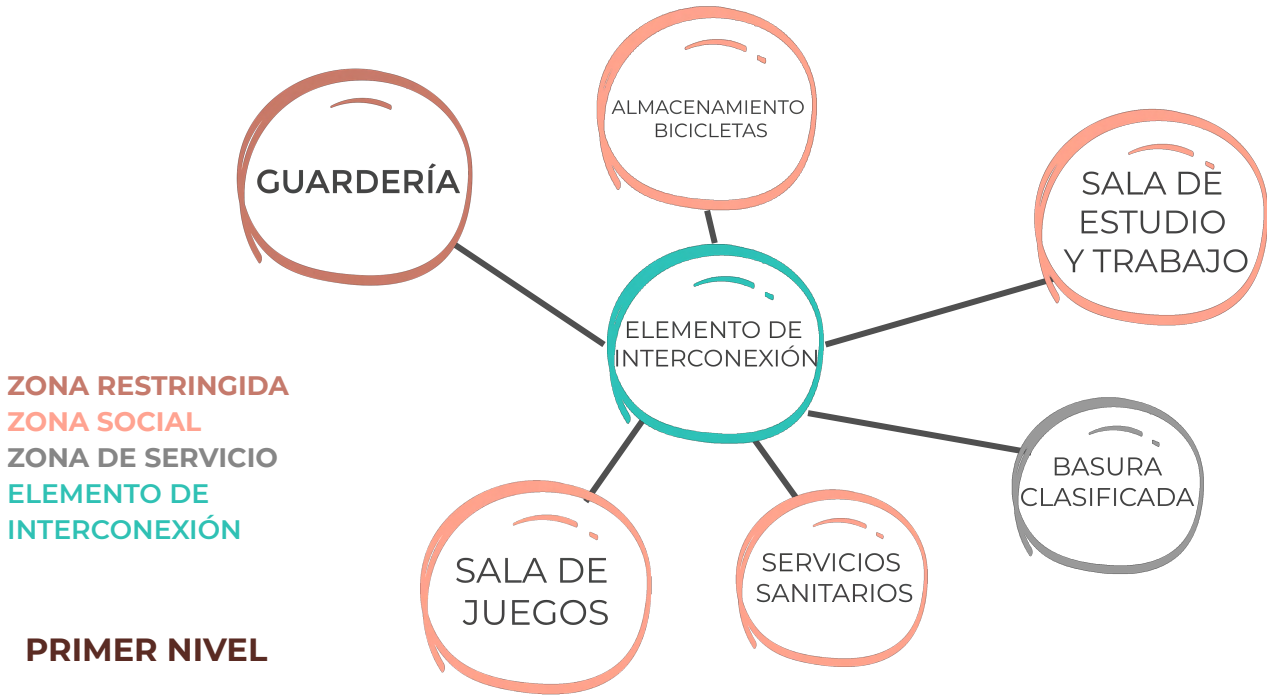 ALMACENAMIENTO
BICICLETAS
GUARDERÍA
SALA DE
ESTUDIO
Y TRABAJO
ELEMENTO DE
INTERCONEXIÓN
ZONA RESTRINGIDA
ZONA SOCIAL
ZONA DE SERVICIO
ELEMENTO DE
INTERCONEXIÓN
BASURA
CLASIFICADA
SALA DE
JUEGOS
SERVICIOS
SANITARIOS
PRIMER NIVEL